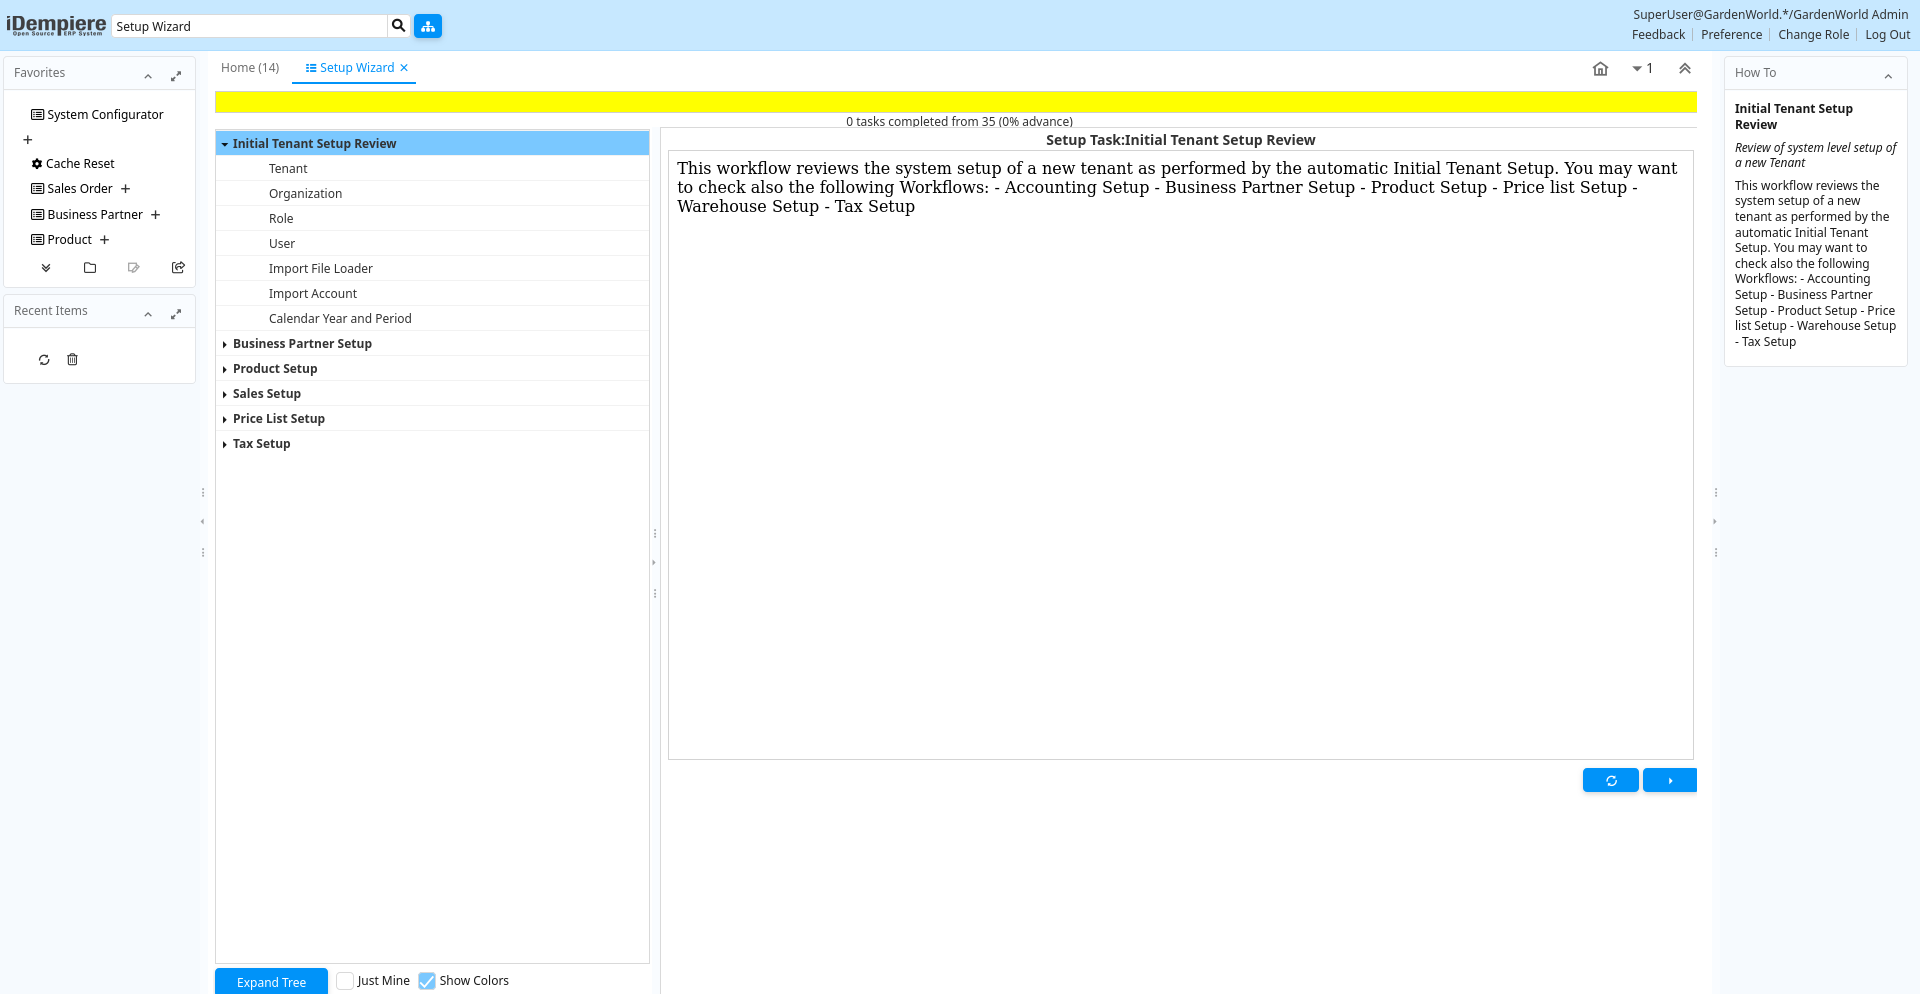 iDempiere
Open Source ERP System
Setup Wizard
SuperUser@GardenWorld.*/GardenWorld Admin
Feedback
Preference
Change Role
Log Out
Favorites
System Configurator
Cache Reset
Sales Order
Business Partner
Product
Recent Items
Home (14)
Setup Wizard
1
0 tasks completed from 35 (0% advance)
Initial Tenant Setup Review
Tenant
Organization
Role
User
Import File Loader
Import Account
Calendar Year and Period
Business Partner Setup
Product Setup
Sales Setup
Price List Setup
Tax Setup
Expand Tree
Just Mine
Show Colors
Setup Task:Initial Tenant Setup Review
This workflow reviews the system setup of a new tenant as performed by the automatic Initial Tenant Setup. You may want
to check also the following Workflows: - Accounting Setup - Business Partner Setup - Product Setup - Price list Setup -
Warehouse Setup - Tax Setup
How To
Initial Tenant Setup
Review
Review of system level setup of
a new Tenant
This workflow reviews the
system setup of a new
tenant as performed by the
automatic Initial Tenant
Setup. You may want to
check also the following
Workflows: - Accounting
Setup - Business Partner
Setup - Product Setup - Price
list Setup - Warehouse Setup
- Tax Setup